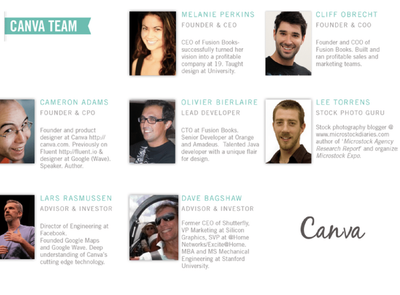 CANVA TEAM
MELANIE PERKINS
FOUNDER & CEO
CEO of Fusion Books-
successfully turned her
vision into a profitable
company at 19. Taught
design at University.
CLIFF OBRECHT
FOUNDER & COO
Founder and COO of
Fusion Books. Built and
ran profitable sales and
marketing teams.
CAMERON ADAMS
FOUNDER & CPO
Founder and product
designer at Canva http://
canva.com. Previously on
Fluent http://fluent.io &
designer at Google (Wave).
Speaker. Author.
OLIVIER BIERLAIRE
LEAD DEVELOPER
CTO at Fusion Books.
Senior Developer at Orange
and Amadeus. Talented Java
developer with a unique flair
for design.
LEE TORRENS
STOCK PHOTO GURU
Stock photography blogger @
www.microstockdiaries.com
author of 'Microstock Agency
Research Report' and organize
Microstock Expo.
LARS RASMUSSEN
ADVISOR & INVESTOR
Director of Engineering at
Facebook.
Founded Google Maps
and Google Wave. Deep
understanding of Canva's
cutting edge technology.
DAVE BAGSHAW
ADVISOR & INVESTOR
Former CEO of Shutterfly,
VP Marketing at Silicon
Graphics, SVP at @Home
Networks/Excite@Home.
MBA and MS Mechanical
Engineering at Stanford
University.
Canva